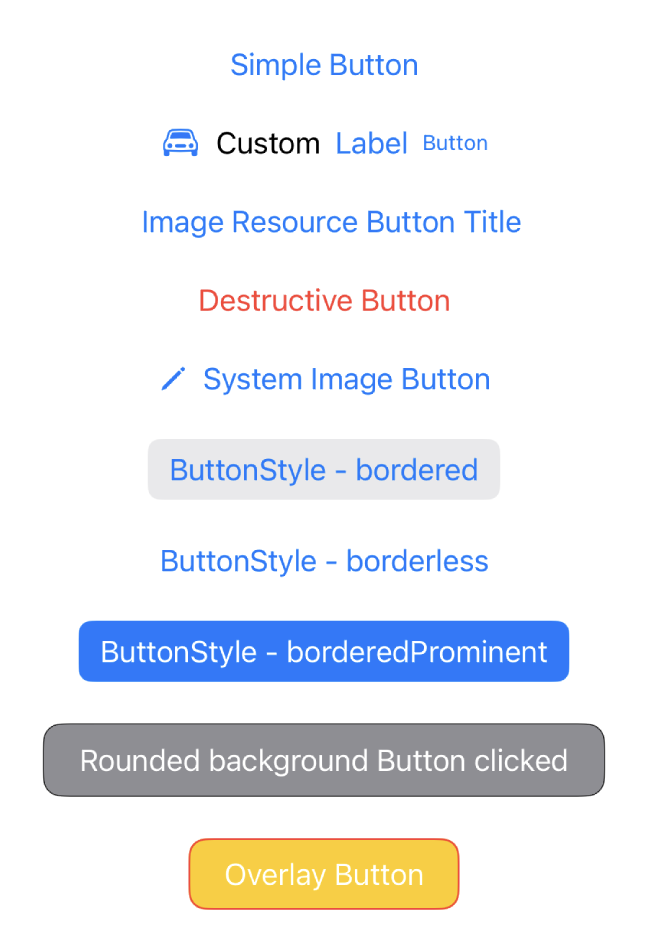 Simple Button
Custom Label Button
Image Resource Button Title
Destructive Button
System Image Button
ButtonStyle - bordered
ButtonStyle - borderless
ButtonStyle - borderedProminent
Rounded background Button clicked
Overlay Button